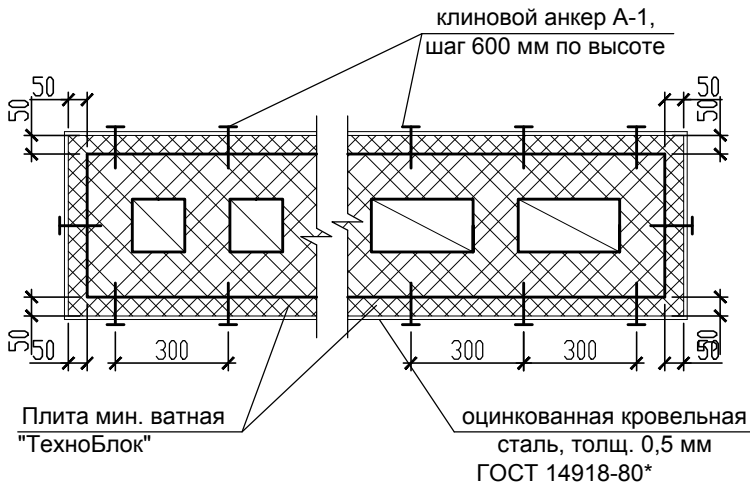 клиновой анкер А-1,
шаг 600 мм по высоте
50
50
50
50
50
50
300
300
300
50
50
Плита мин. ватная
"ТехноБлок"
оцинкованная кровельная
сталь, толщ. 0,5 мм
ГОСТ 14918-80*